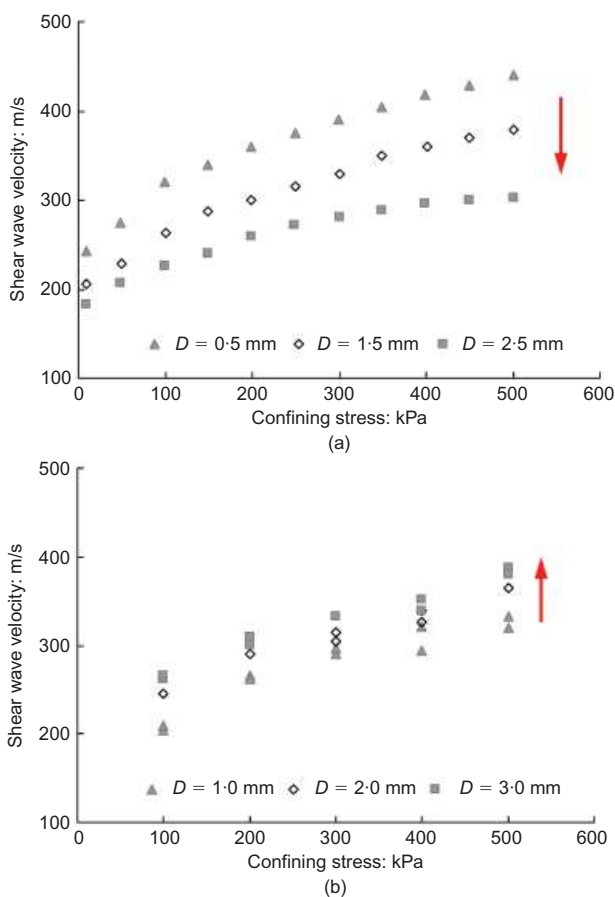 500
400
300
200
100
Shear wave velocity: m/s
D = 0·5 mm D = 1·5 mm D = 2·5 mm
0 100 200 300 400 500 600
Confining stress: kPa
(a)
500
400
300
200
100
Shear wave velocity: m/s
D = 1·0 mm D = 2·0 mm D = 3·0 mm
0 100 200 300 400 500 600
Confining stress: kPa
(b)